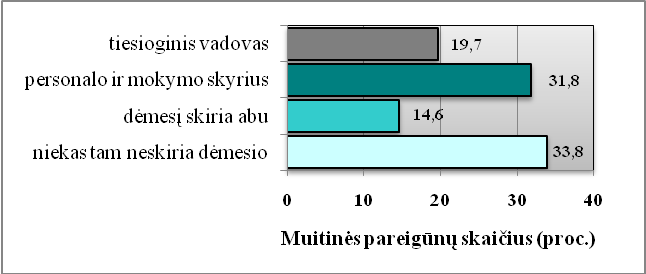 tiesioginis vadovas 19,7
personalo ir mokymo skyrius 31,8
dėmesį skiria abu 14,6
niekas tam neskiria dėmesio 33,8
0 10 20 30 40
Muitinės pareigūnų skaičius (proc.)